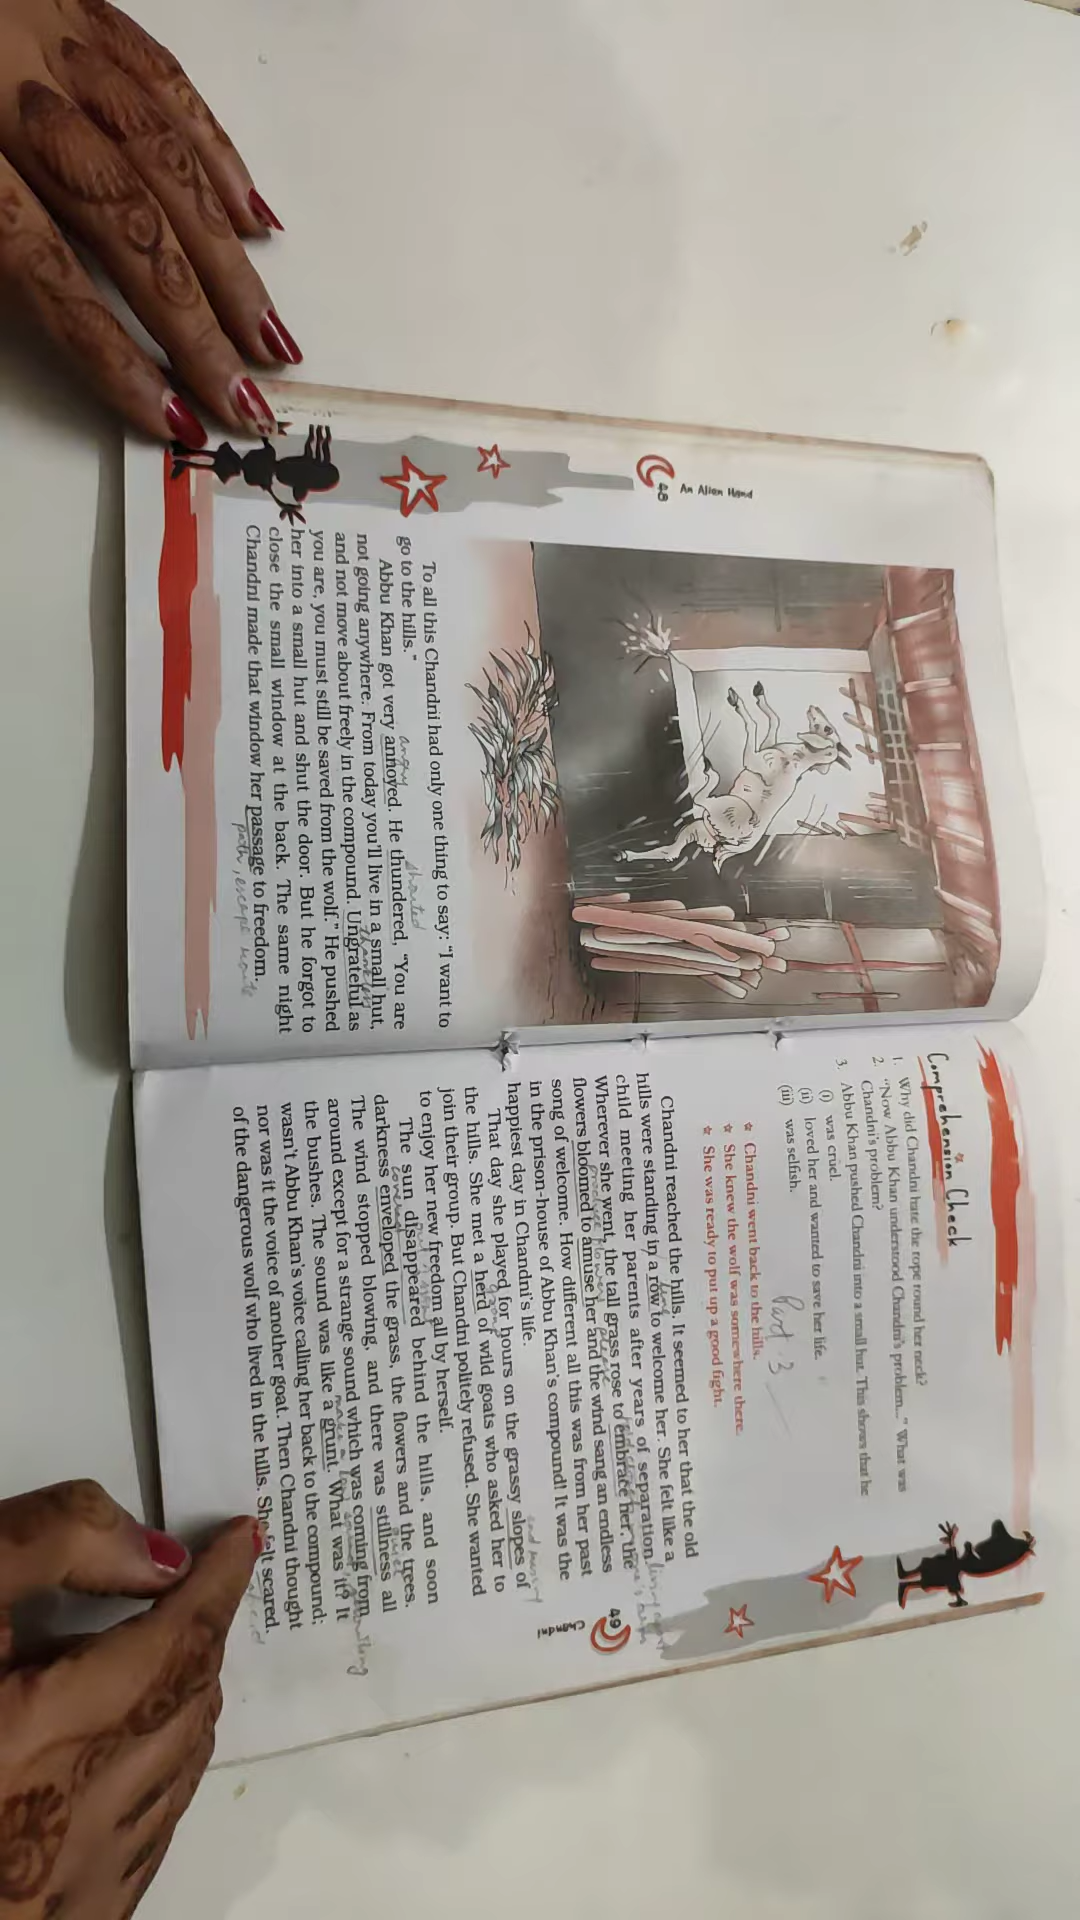 48
An Alien Hand
To all this Chandni had only one thing to say: “I want to
go to the hills.”
angry
Abbu Khan got very annoyed. He thundered, “You are
shouted
not going anywhere. From today you’ll live in a small hut,
and not move about freely in the compound. Ungrateful as
thankless
you are, you must still be saved from the wolf.” He pushed
her into a small hut and shut the door. But he forgot to
close the small window at the back. The same night
Chandni made that window her passage to freedom.
path, escape
Comprehension Check
1. Why did Chandni hate the rope round her neck?
2. “Now Abbu Khan understood Chandni’s problem... ” What was
Chandni’s problem?
3. Abbu Khan pushed Chandni into a small hut. This shows that he
(i) was cruel.
(ii) loved her and wanted to save her life.
(iii) was selfish.
Part 3
☆ Chandni went back to the hills.
☆ She knew the wolf was somewhere there.
☆ She was ready to put up a good fight.
Chandni reached the hills. It seemed to her that the old
hills were standing in a row to welcome her. She felt like a
line
child meeting her parents after years of separation.
Wherever she went, the tall grass rose to embrace her, the
flowers bloomed to amuse her and the wind sang an endless
song of welcome. How different all this was from her past
in the prison-house of Abbu Khan’s compound! It was the
happiest day in Chandni’s life.
That day she played for hours on the grassy slopes of
the hills. She met a herd of wild goats who asked her to
group
join their group. But Chandni politely refused. She wanted
to enjoy her new freedom all by herself.
The sun disappeared behind the hills, and soon
darkness enveloped the grass, the flowers and the trees.
covered
The wind stopped blowing, and there was stillness all
quiet
around except for a strange sound which was coming from
the bushes. The sound was like a grunt. What was it? It
wasn’t Abbu Khan’s voice calling her back to the compound;
nor was it the voice of another goat. Then Chandni thought
of the dangerous wolf who lived in the hills. She felt scared.
49
Chandni